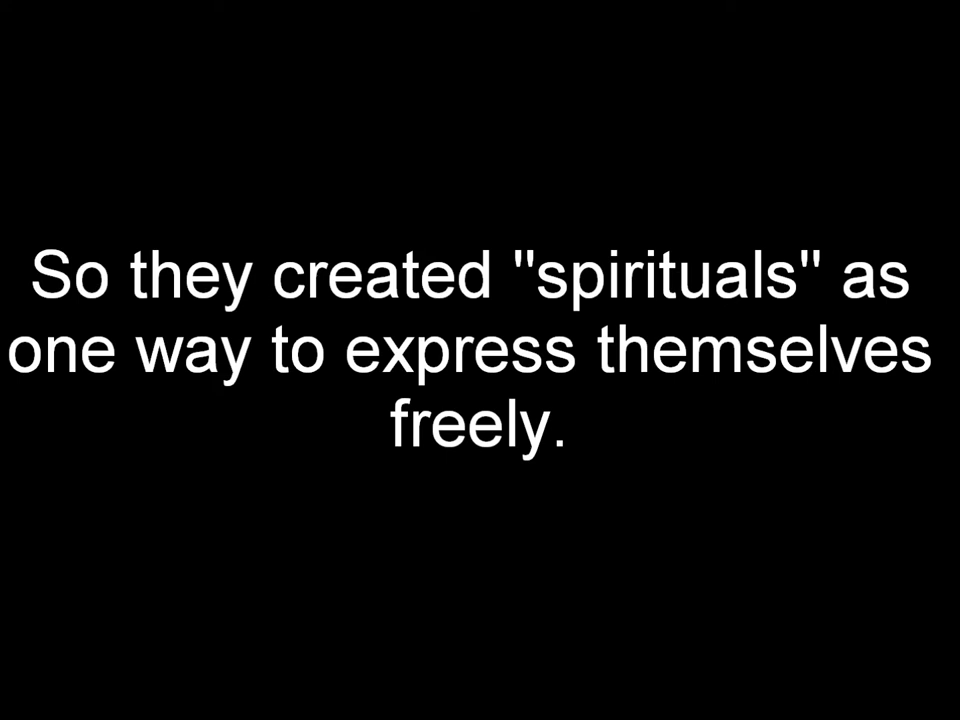 So they created "spirituals" as
one way to express themselves
freely.